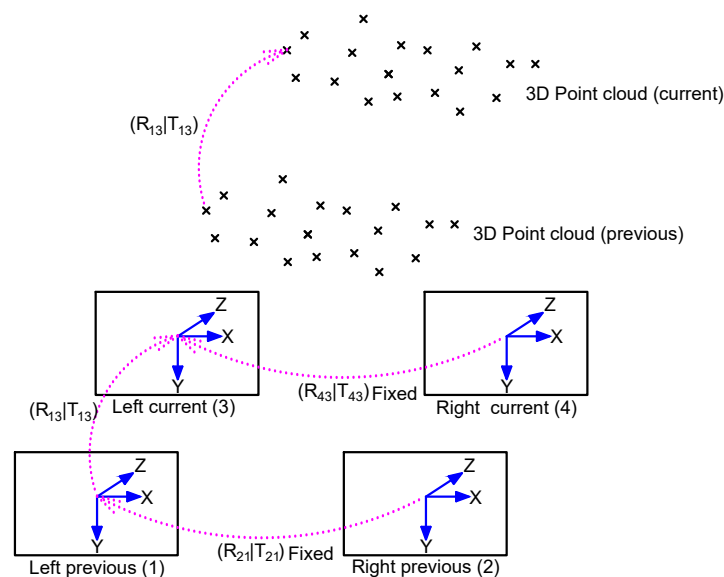 3D Point cloud (current)
(R13|T13)
3D Point cloud (previous)
Z
X
Y
Z
X
Y
(R43|T43) Fixed
(R13|T13)
Left current (3)
Right current (4)
Z
X
Y
Z
X
Y
(R21|T21) Fixed
Left previous (1)
Right previous (2)